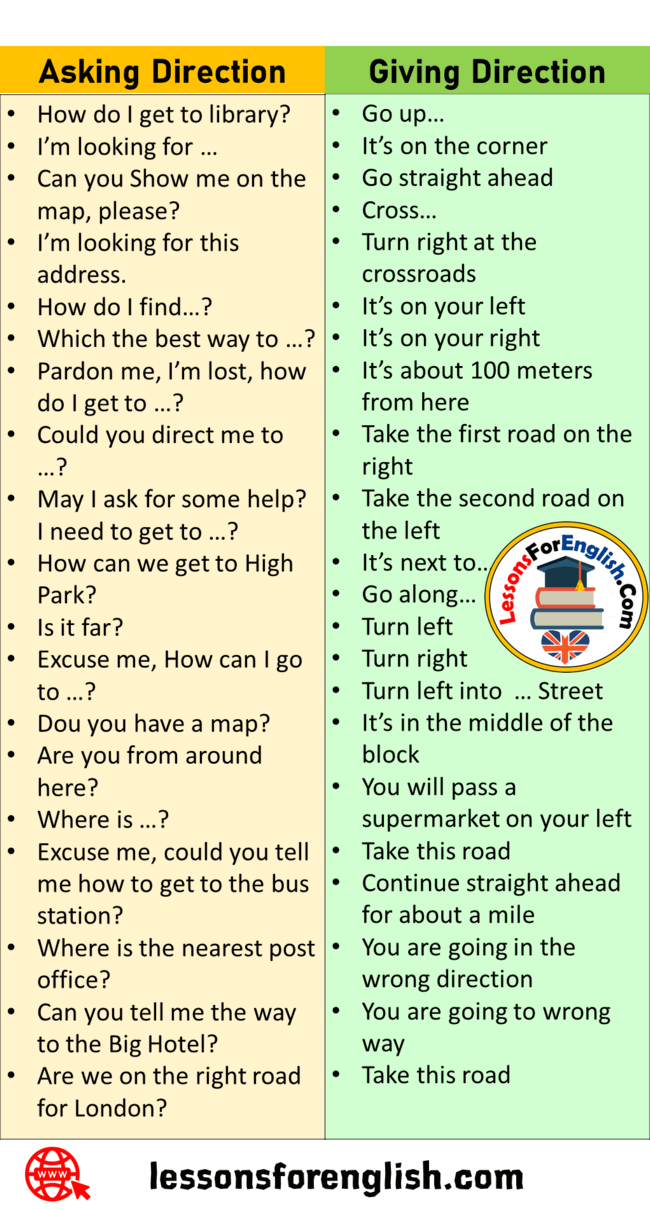 Asking Direction
• How do I get to library?
• I’m looking for …
• Can you Show me on the
map, please?
• I’m looking for this
address.
• How do I find…?
• Which the best way to …?
• Pardon me, I’m lost, how
do I get to …?
• Could you direct me to
…?
• May I ask for some help?
I need to get to …?
• How can we get to High
Park?
• Is it far?
• Excuse me, How can I go
to …?
• Dou you have a map?
• Are you from around
here?
• Where is …?
• Excuse me, could you tell
me how to get to the bus
station?
• Where is the nearest post
office?
• Can you tell me the way
to the Big Hotel?
• Are we on the right road
for London?
Giving Direction
• Go up…
• It’s on the corner
• Go straight ahead
• Cross…
• Turn right at the
crossroads
• It’s on your left
• It’s on your right
• It’s about 100 meters
from here
• Take the first road on the
right
• Take the second road on
the left
• It’s next to…
• Go along…
• Turn left
• Turn right
• Turn left into … Street
• It’s in the middle of the
block
• You will pass a
supermarket on your left
• Take this road
• Continue straight ahead
for about a mile
• You are going in the
wrong direction
• You are going to wrong
way
• Take this road
LessonsForEnglish.Com
WWW
lessonsforenglish.com